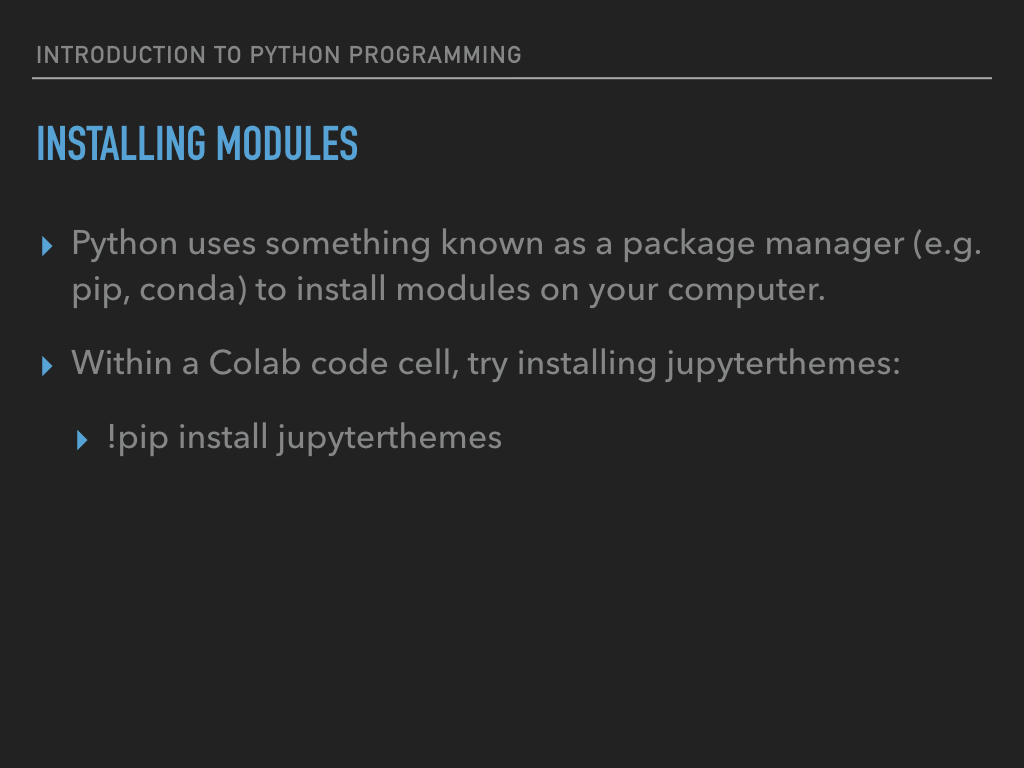 INTRODUCTION TO PYTHON PROGRAMMING
INSTALLING MODULES
Python uses something known as a package manager (e.g.
pip, conda) to install modules on your computer.
Within a Colab code cell, try installing jupyterthemes:
!pip install jupyterthemes